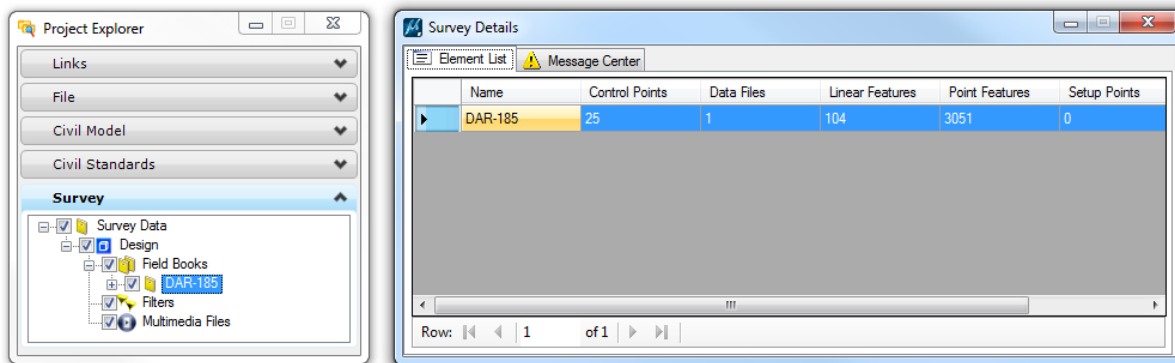 Project Explorer
Links
File
Civil Model
Civil Standards
Survey
Survey Data
Design
Field Books
DAR-185
Filters
Multimedia Files
Survey Details
Element List Message Center
Name Control Points Data Files Linear Features Point Features Setup Points
DAR-185 25 1 104 3051 0
Row: 1 of 1